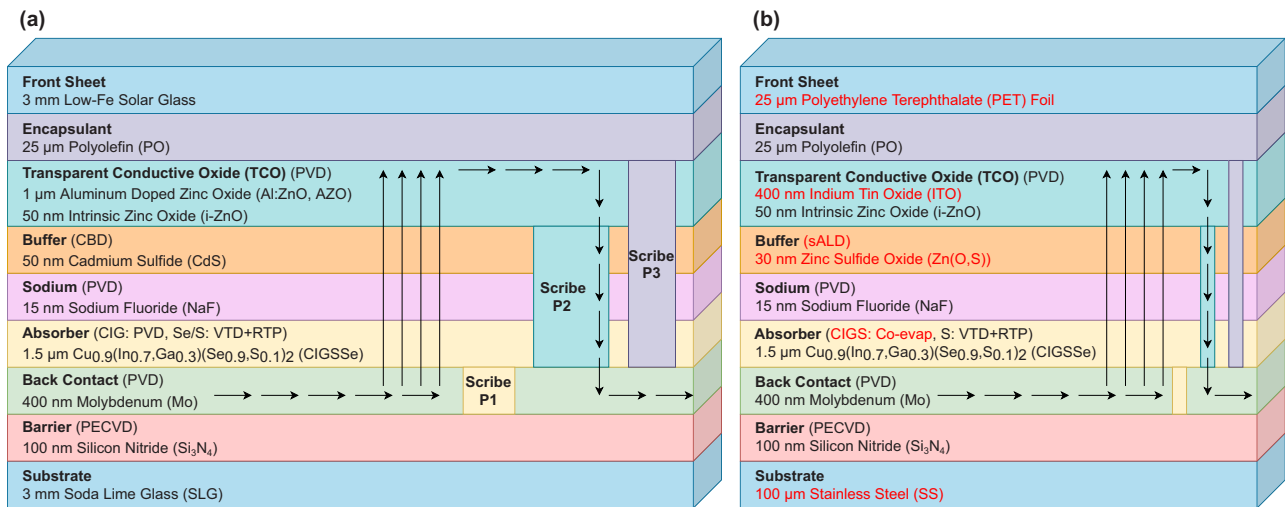 (a)
Front Sheet
3 mm Low-Fe Solar Glass
Encapsulant
25 µm Polyolefin (PO)
Transparent Conductive Oxide (TCO) (PVD)
1 µm Aluminum Doped Zinc Oxide (Al:ZnO, AZO)
50 nm Intrinsic Zinc Oxide (i-ZnO)
Buffer (CBD)
50 nm Cadmium Sulfide (CdS)
Sodium (PVD)
15 nm Sodium Fluoride (NaF)
Absorber (CIG: PVD, Se/S: VTD+RTP)
1.5 µm Cu0.9(In0.7,Ga0.3)(Se0.9,S0.1)2 (CIGSSe)
Back Contact (PVD)
400 nm Molybdenum (Mo)
Barrier (PECVD)
100 nm Silicon Nitride (Si₃N₄)
Substrate
3 mm Soda Lime Glass (SLG)
Scribe
P1
Scribe
P2
Scribe
P3
(b)
Front Sheet
25 µm Polyethylene Terephthalate (PET) Foil
Encapsulant
25 µm Polyolefin (PO)
Transparent Conductive Oxide (TCO) (PVD)
400 nm Indium Tin Oxide (ITO)
50 nm Intrinsic Zinc Oxide (i-ZnO)
Buffer (sALD)
30 nm Zinc Sulfide Oxide (Zn(O,S))
Sodium (PVD)
15 nm Sodium Fluoride (NaF)
Absorber (CIGS: Co-evap, S: VTD+RTP)
1.5 µm Cu0.9(In0.7,Ga0.3)(Se0.9,S0.1)2 (CIGSSe)
Back Contact (PVD)
400 nm Molybdenum (Mo)
Barrier (PECVD)
100 nm Silicon Nitride (Si₃N₄)
Substrate
100 µm Stainless Steel (SS)